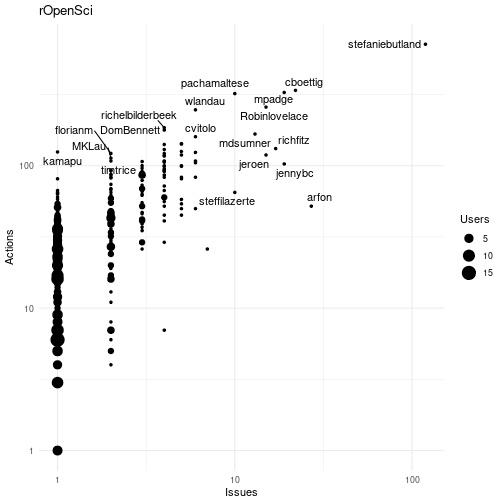 rOpenSci
stefaniebutland
pachamaltese
cboettig
wlandau
mpadge
richelbilderbeek
Robinlovelace
florianm
DomBennett
cvitolo
MKLau
mdsumner
richfitz
kamapu
timtrice
jeroen
jennybc
steffilazerte
arfon
100
10
1
Actions
1
10
100
Issues
Users
5
10
15